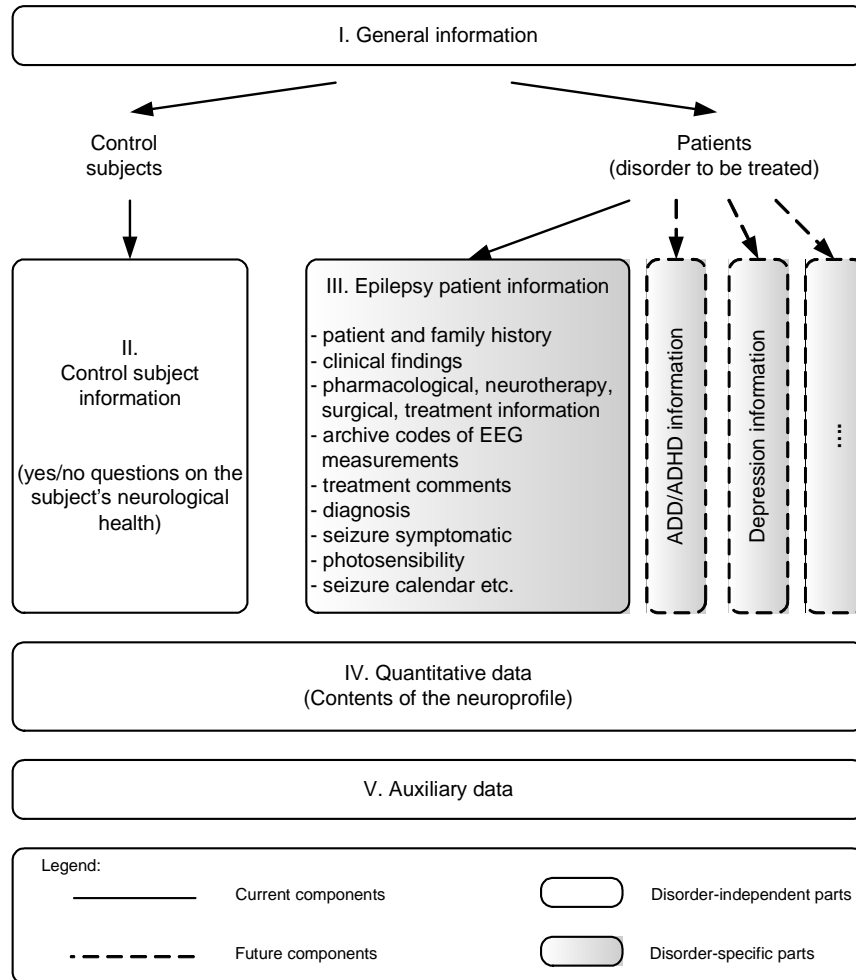 I. General information
Control
subjects
Patients
(disorder to be treated)
II.
Control subject
information
(yes/no questions on the
subject's neurological
health)
III. Epilepsy patient information
- patient and family history
- clinical findings
- pharmacological, neurotherapy,
surgical, treatment information
- archive codes of EEG
measurements
- treatment comments
- diagnosis
- seizure symptomatic
- photosensibility
- seizure calendar etc.
ADD/ADHD information
Depression information
....
IV. Quantitative data
(Contents of the neuroprofile)
V. Auxiliary data
Legend:
Current components
Disorder-independent parts
Future components
Disorder-specific parts